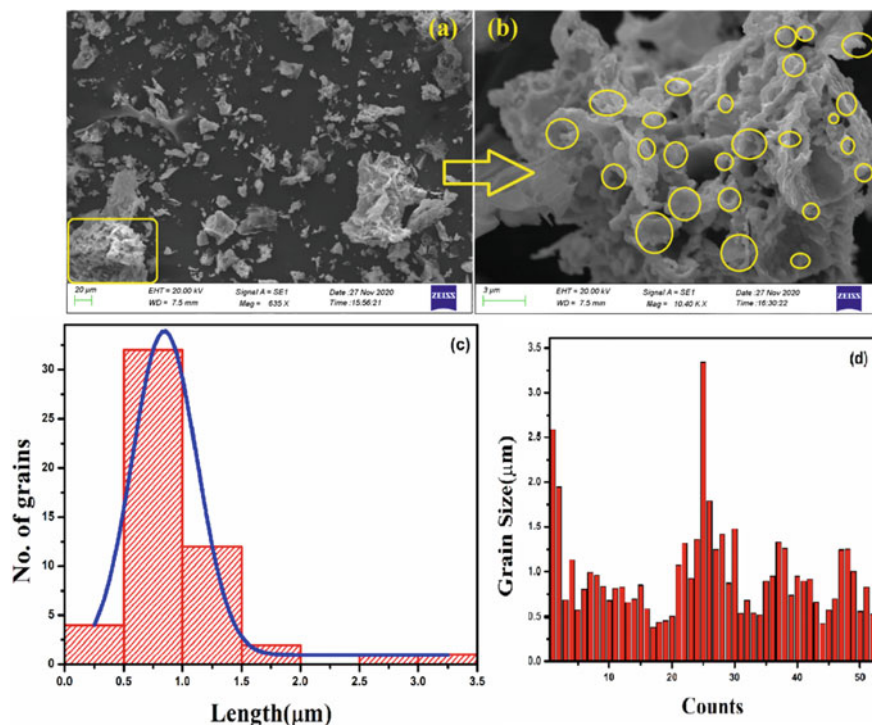 (a)
(b)
20 µm
EHT = 20.00 kV
WD = 7.5 mm
Signal A = SE1
Mag = 635 X
Date :27 Nov 2020
Time :15:56:21
ZEISS
3 µm
EHT = 20.00 kV
WD = 7.5 mm
Signal A = SE1
Mag = 10.40 K X
Date :27 Nov 2020
Time :16:30:22
ZEISS
(c)
No. of grains
30
25
20
15
10
5
0
0.0 0.5 1.0 1.5 2.0 2.5 3.0 3.5
Length(µm)
(d)
Grain Size(µm)
3.5
3.0
2.5
2.0
1.5
1.0
0.5
0.0
10 20 30 40 50
Counts